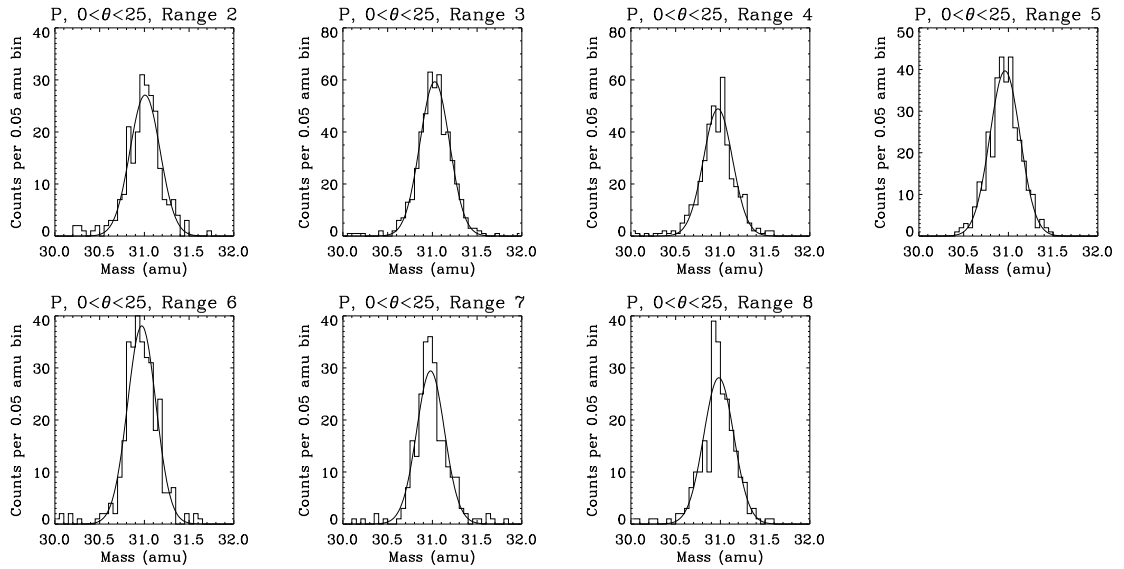 P, 0<θ<25, Range 2
Counts per 0.05 amu bin
40
30
20
10
0
30.0 30.5 31.0 31.5 32.0
Mass (amu)
P, 0<θ<25, Range 3
Counts per 0.05 amu bin
80
60
40
20
0
30.0 30.5 31.0 31.5 32.0
Mass (amu)
P, 0<θ<25, Range 4
Counts per 0.05 amu bin
80
60
40
20
0
30.0 30.5 31.0 31.5 32.0
Mass (amu)
P, 0<θ<25, Range 5
Counts per 0.05 amu bin
50
40
30
20
10
0
30.0 30.5 31.0 31.5 32.0
Mass (amu)
P, 0<θ<25, Range 6
Counts per 0.05 amu bin
40
30
20
10
0
30.0 30.5 31.0 31.5 32.0
Mass (amu)
P, 0<θ<25, Range 7
Counts per 0.05 amu bin
40
30
20
10
0
30.0 30.5 31.0 31.5 32.0
Mass (amu)
P, 0<θ<25, Range 8
Counts per 0.05 amu bin
40
30
20
10
0
30.0 30.5 31.0 31.5 32.0
Mass (amu)